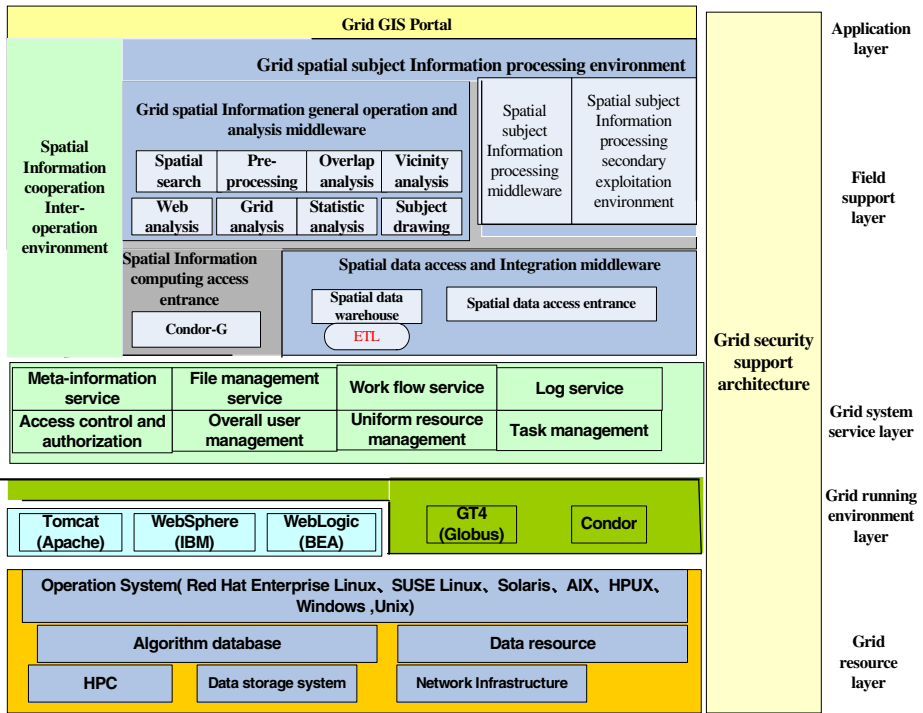 Grid GIS Portal
Application
layer
Grid spatial subject Information processing environment
Spatial
Information
cooperation
Inter-
operation
environment
Grid spatial Information general operation and
analysis middleware
Spatial
search
Pre-
processing
Overlap
analysis
Vicinity
analysis
Web
analysis
Grid
analysis
Statistic
analysis
Subject
drawing
Spatial
subject
Information
processing
middleware
Spatial subject
Information
processing
secondary
exploitation
environment
Field
support
layer
Spatial Information
computing access
entrance
Condor-G
Spatial data access and Integration middleware
Spatial data
warehouse
ETL
Spatial data access entrance
Grid security
support
architecture
Meta-information
service
File management
service
Work flow service
Log service
Access control and
authorization
Overall user
management
Uniform resource
management
Task management
Grid system
service layer
Tomcat
(Apache)
WebSphere
(IBM)
WebLogic
(BEA)
GT4
(Globus)
Condor
Grid running
environment
layer
Operation System( Red Hat Enterprise Linux、SUSE Linux、Solaris、AIX、HPUX、
Windows ,Unix)
Algorithm database
Data resource
HPC
Data storage system
Network Infrastructure
Grid
resource
layer